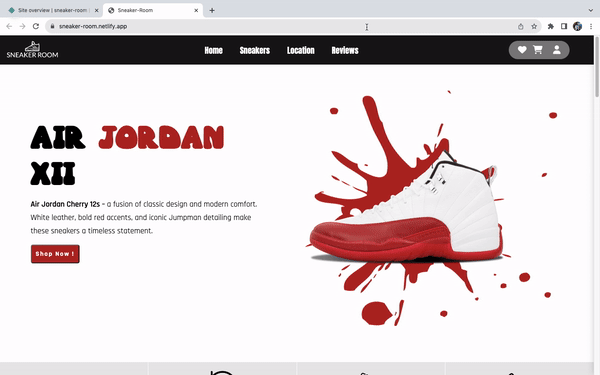 Site overview | sneaker-room |
Sneaker-Room
sneaker-room.netlify.app
SNEAKER ROOM
Home Sneakers Location Reviews
AIR JORDAN
XII
Air Jordan Cherry 12s - a fusion of classic design and modern comfort.
White leather, bold red accents, and iconic Jumpman detailing make
these sneakers a timeless statement.
Shop Now !